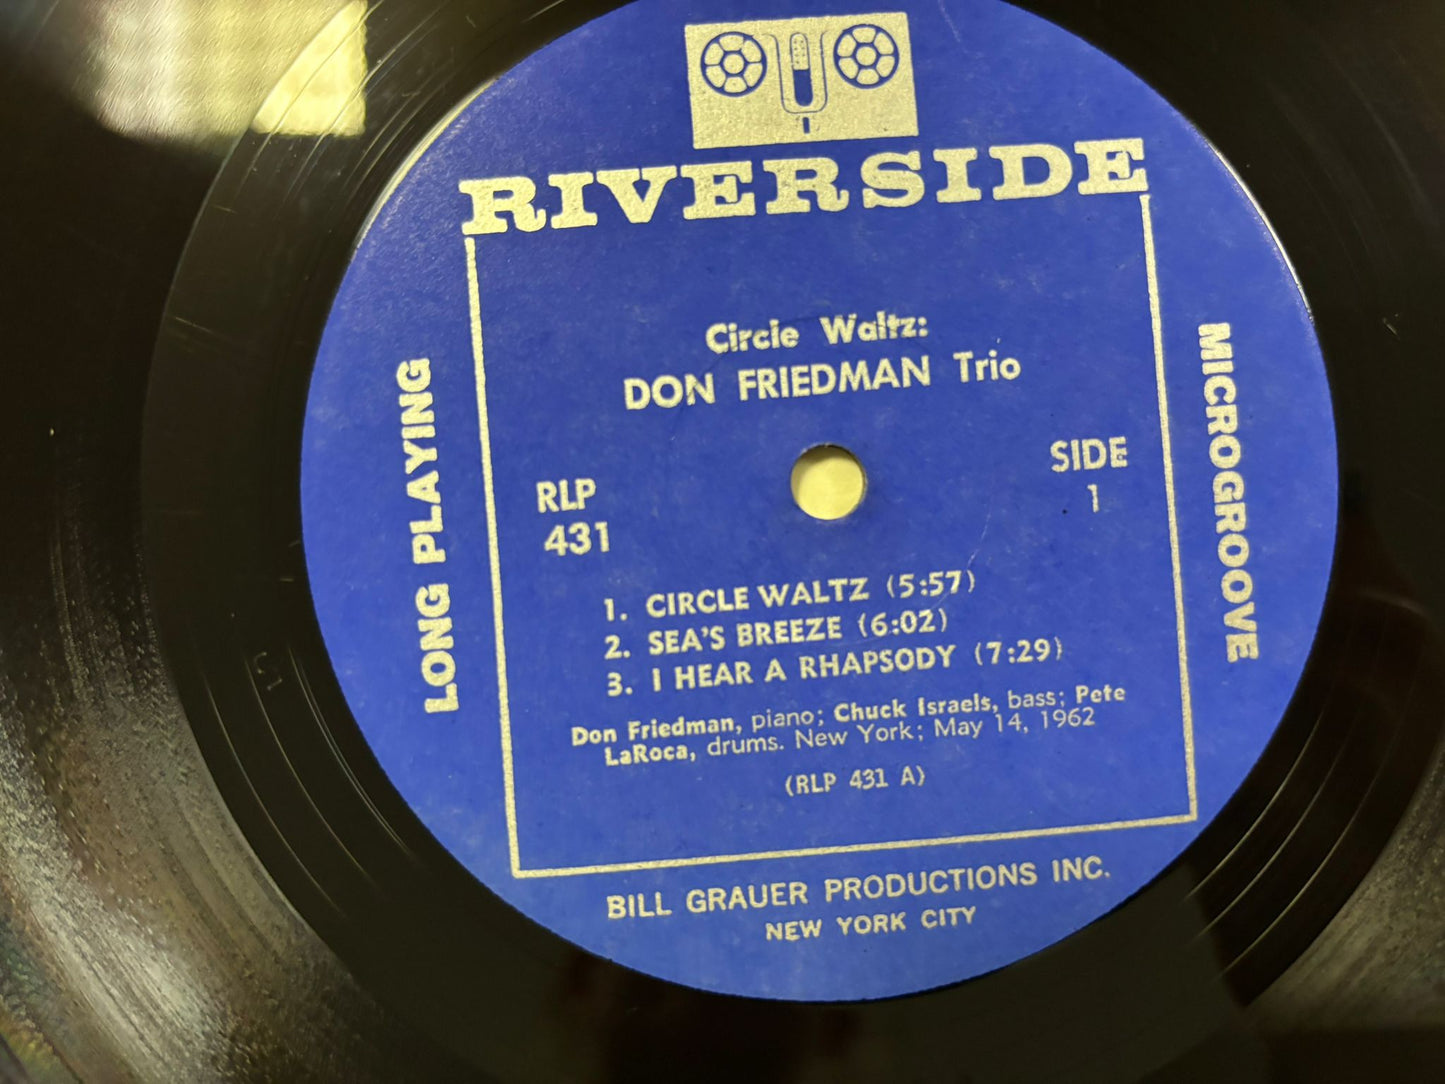 RIVERSIDE
LONG PLAYING
MICROGROOVE
Circle Waltz:
DON FRIEDMAN Trio
RLP
431
SIDE
1
1. CIRCLE WALTZ (5:57)
2. SEA'S BREEZE (6:02)
3. I HEAR A RHAPSODY (7:29)
Don Friedman, piano; Chuck Israels, bass; Pete
LaRoca, drums. New York; May 14, 1962
(RLP 431 A)
BILL GRAUER PRODUCTIONS INC.
NEW YORK CITY